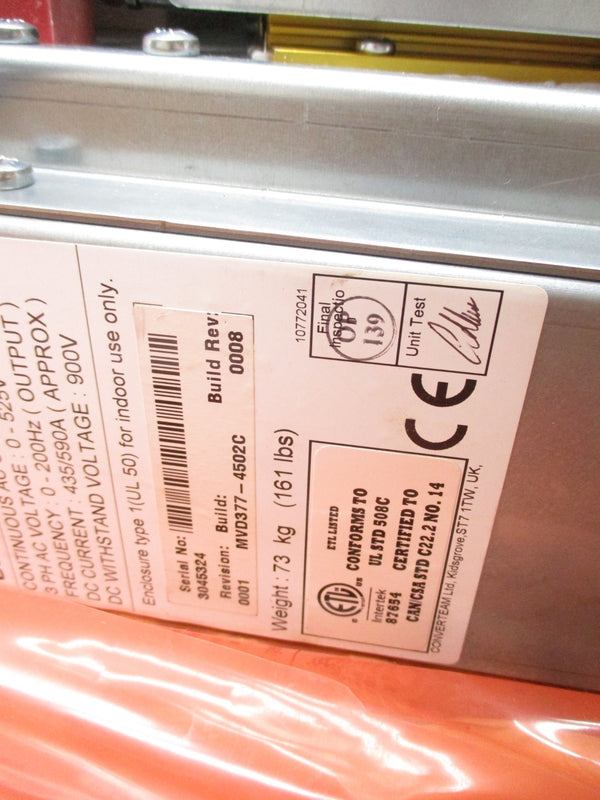 CONTINUOUS
3 PH AC VOLTAGE : 0 - 525V
FREQUENCY : 0 - 200Hz ( OUTPUT )
DC CURRENT : 435/590A ( APPROX )
DC WITHSTAND VOLTAGE : 900V
Enclosure type 1(UL 50) for indoor use only.
Serial No:
3045324
Revision: Build: Build Rev:
0001 MVD377-4502C 0008
Weight : 73 kg (161 lbs)
ETL LISTED
CONFORMS TO
UL STD 508C
CERTIFIED TO
CAN/CSA STD C22.2 NO. 14
ETL
C US
Intertek
87654
CONVERTEAM Ltd, Kidsgrove,ST7 1TW, UK,
CE
10772041
Final
Inspectio
OP
139
Unit Test